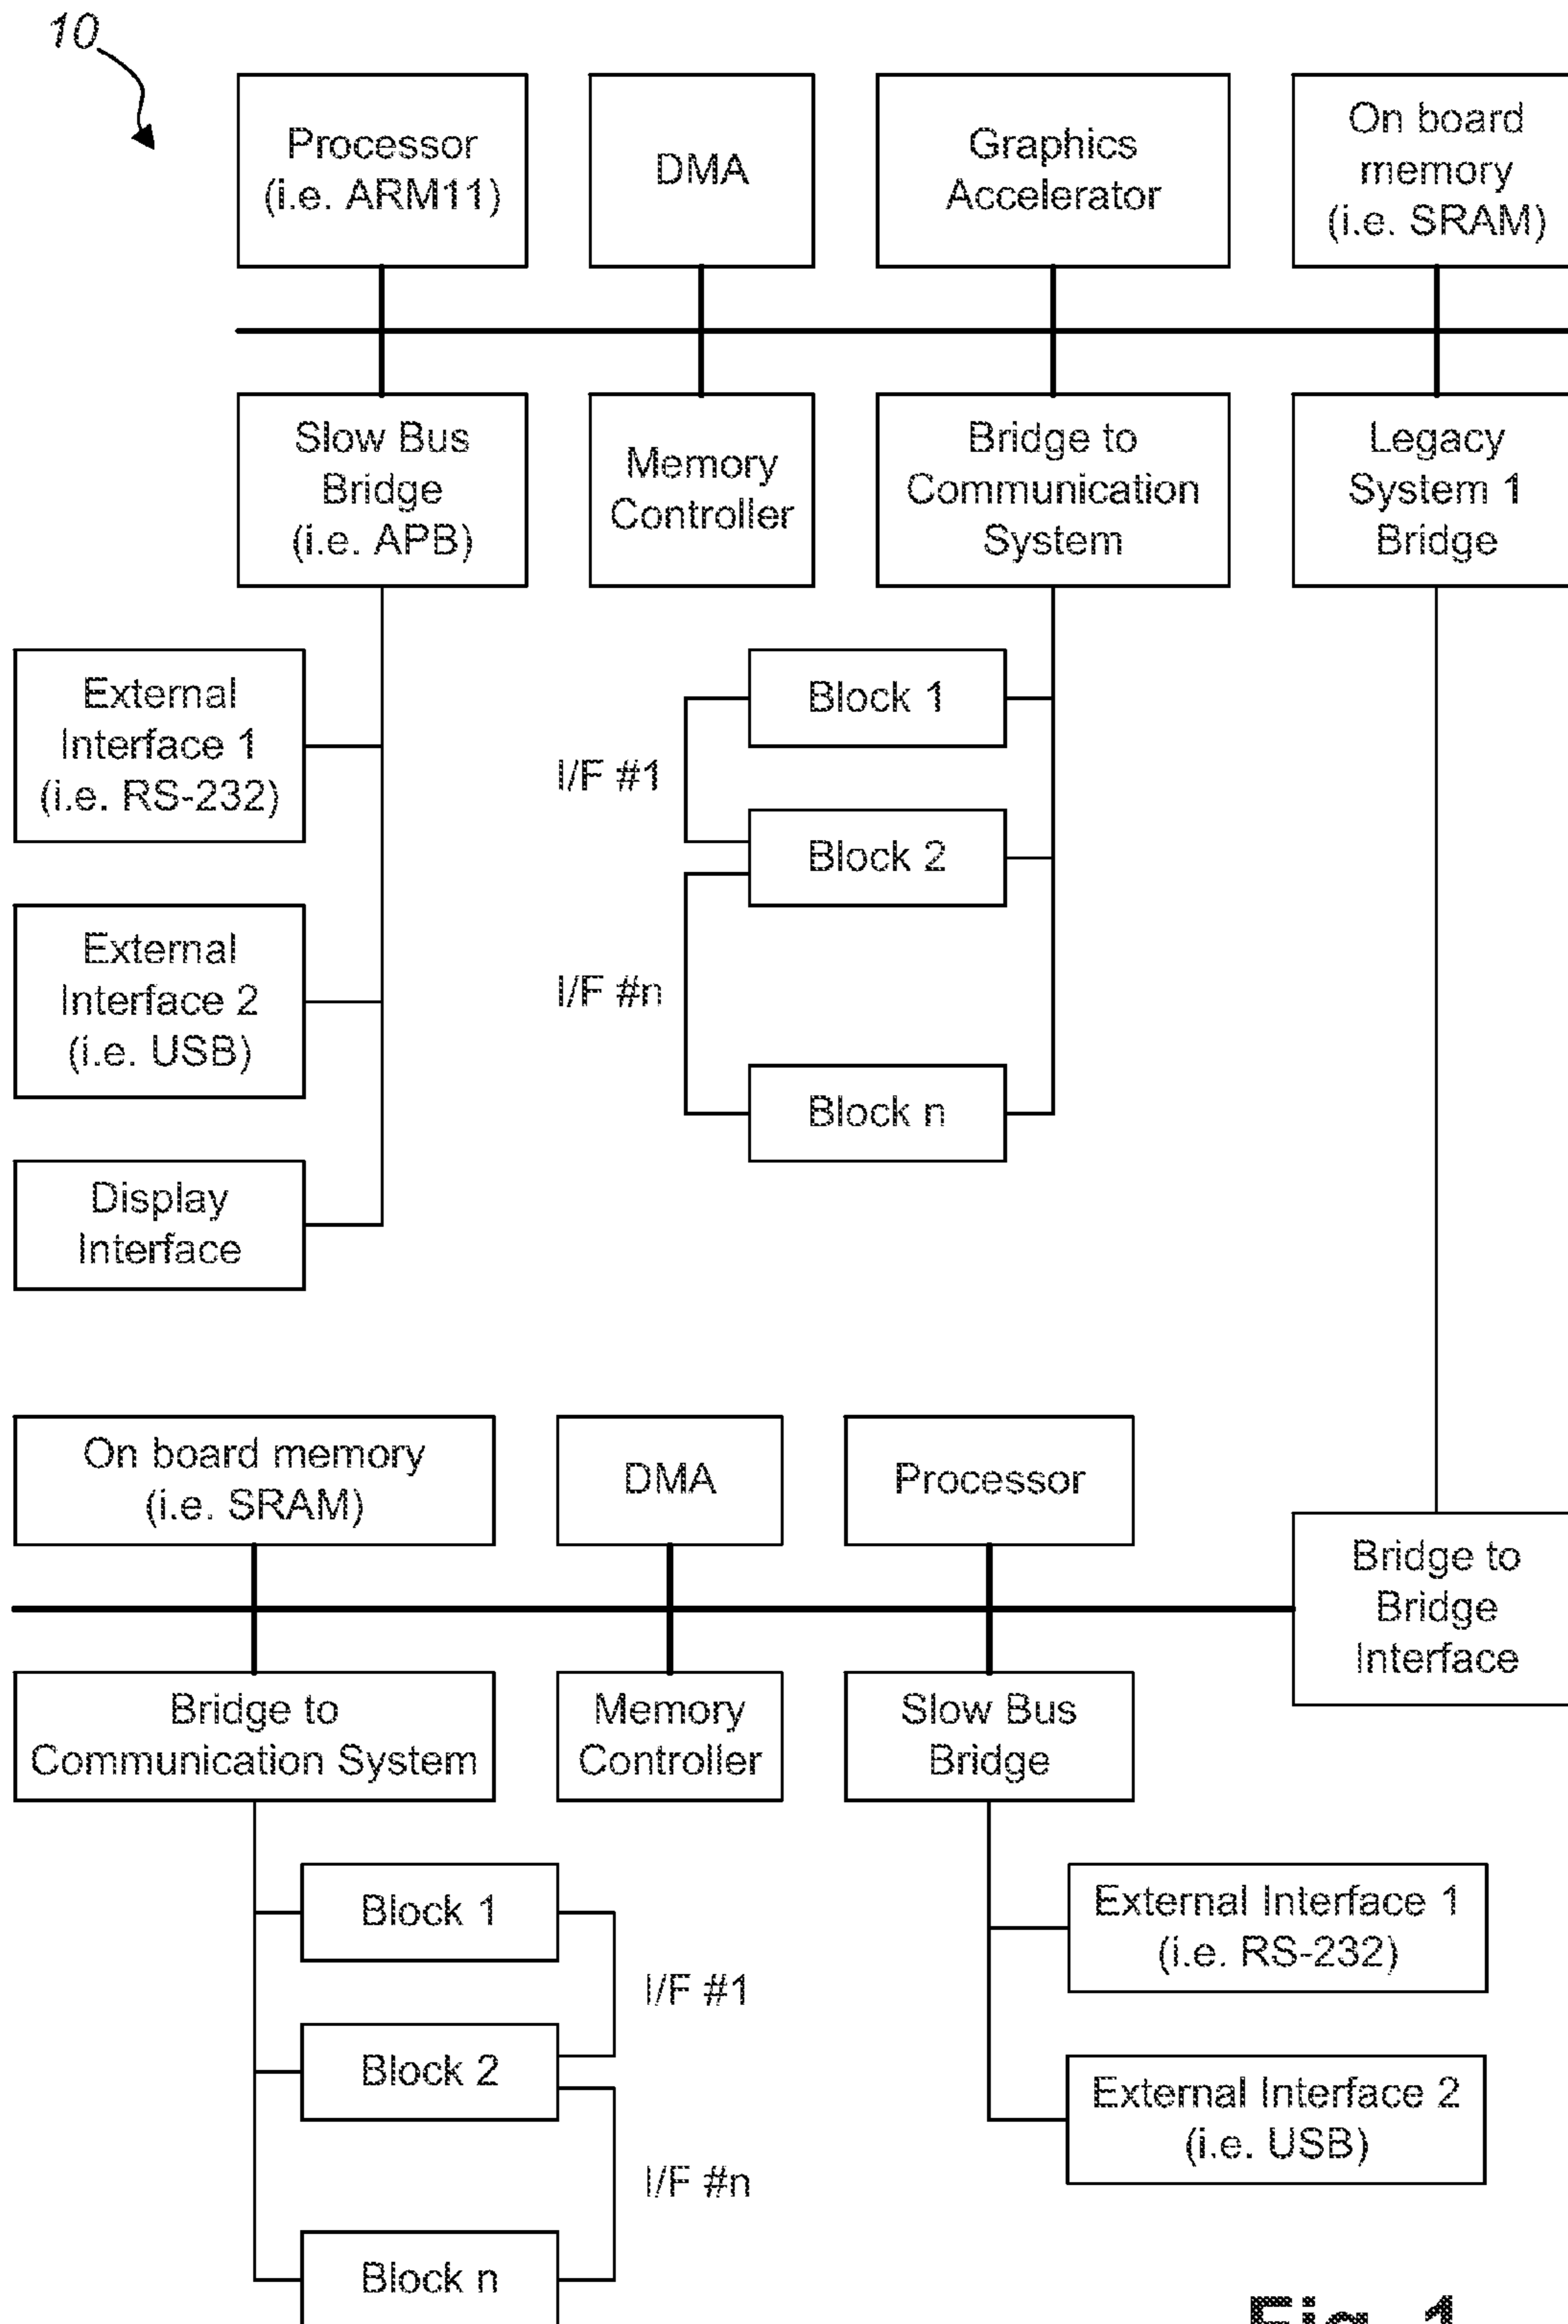 10
Processor
(i.e. ARM11)
DMA
Graphics
Accelerator
On board
memory
(i.e. SRAM)
Slow Bus
Bridge
(i.e. APB)
Memory
Controller
Bridge to
Communication
System
Legacy
System 1
Bridge
External
Interface 1
(i.e. RS-232)
External
Interface 2
(i.e. USB)
Display
Interface
Block 1
I/F #1
Block 2
I/F #n
Block n
On board memory
(i.e. SRAM)
DMA
Processor
Bridge to
Bridge
Interface
Bridge to
Communication System
Memory
Controller
Slow Bus
Bridge
Block 1
I/F #1
Block 2
I/F #n
Block n
External Interface 1
(i.e. RS-232)
External Interface 2
(i.e. USB)
Fig. 1